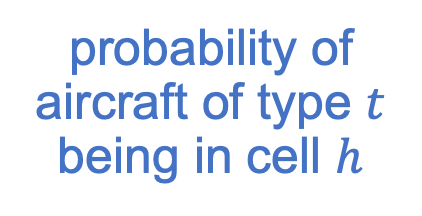 probability of
aircraft of type t
being in cell h